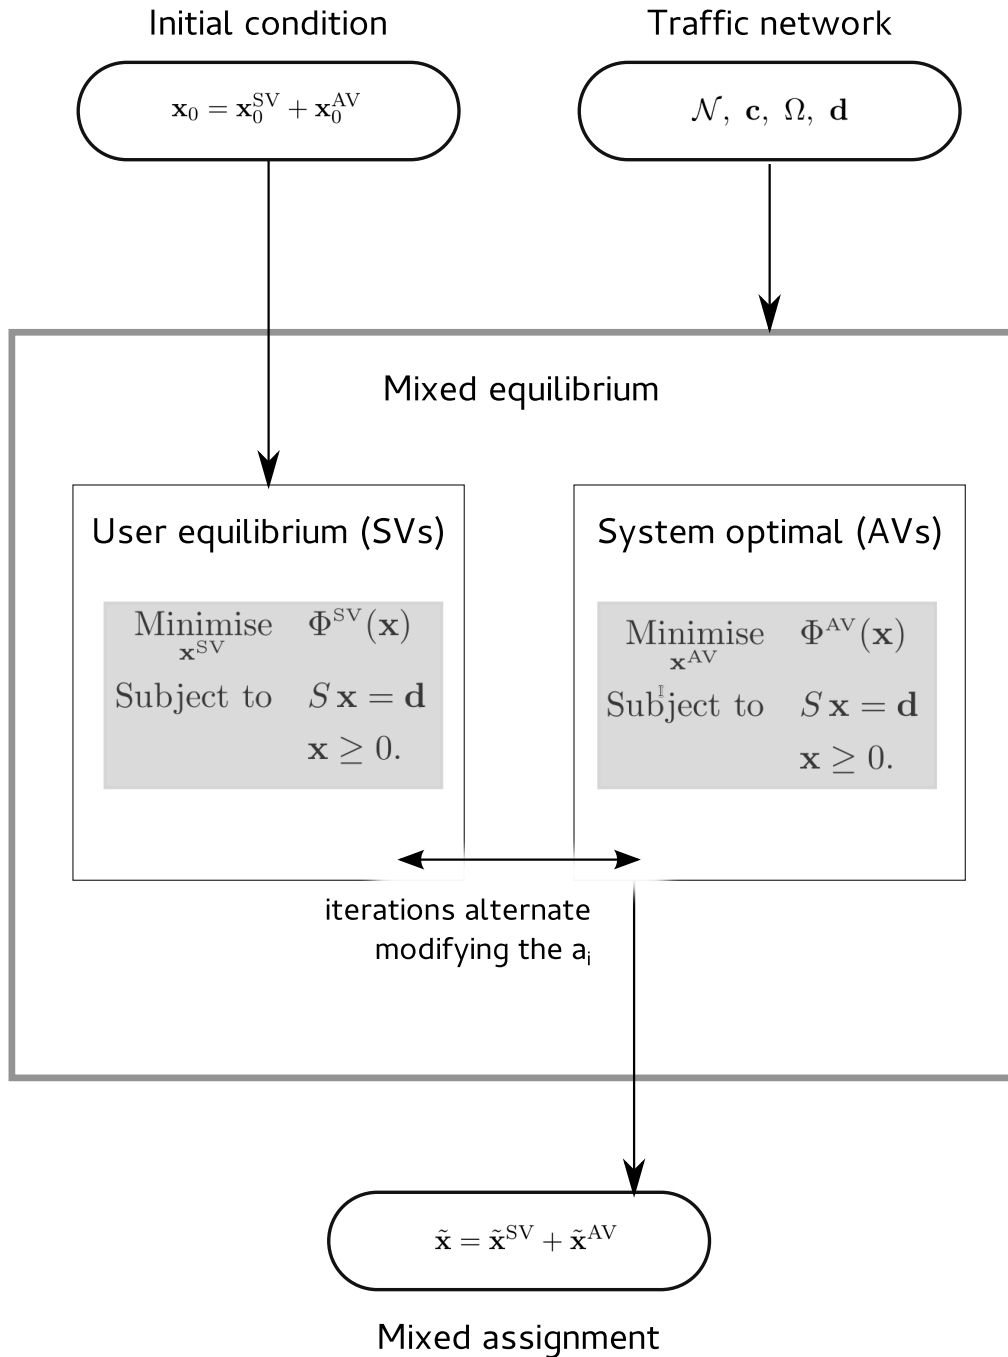 Initial condition
Traffic network
x₀ = x₀^SV + x₀^AV
𝒩, c, Ω, d
Mixed equilibrium
User equilibrium (SVs)
Minimise Φ^SV(x)
x^SV
Subject to S x = d
x ≥ 0.
System optimal (AVs)
Minimise Φ^AV(x)
x^AV
Subject to S x = d
x ≥ 0.
iterations alternate
modifying the aᵢ
x̃ = x̃^SV + x̃^AV
Mixed assignment